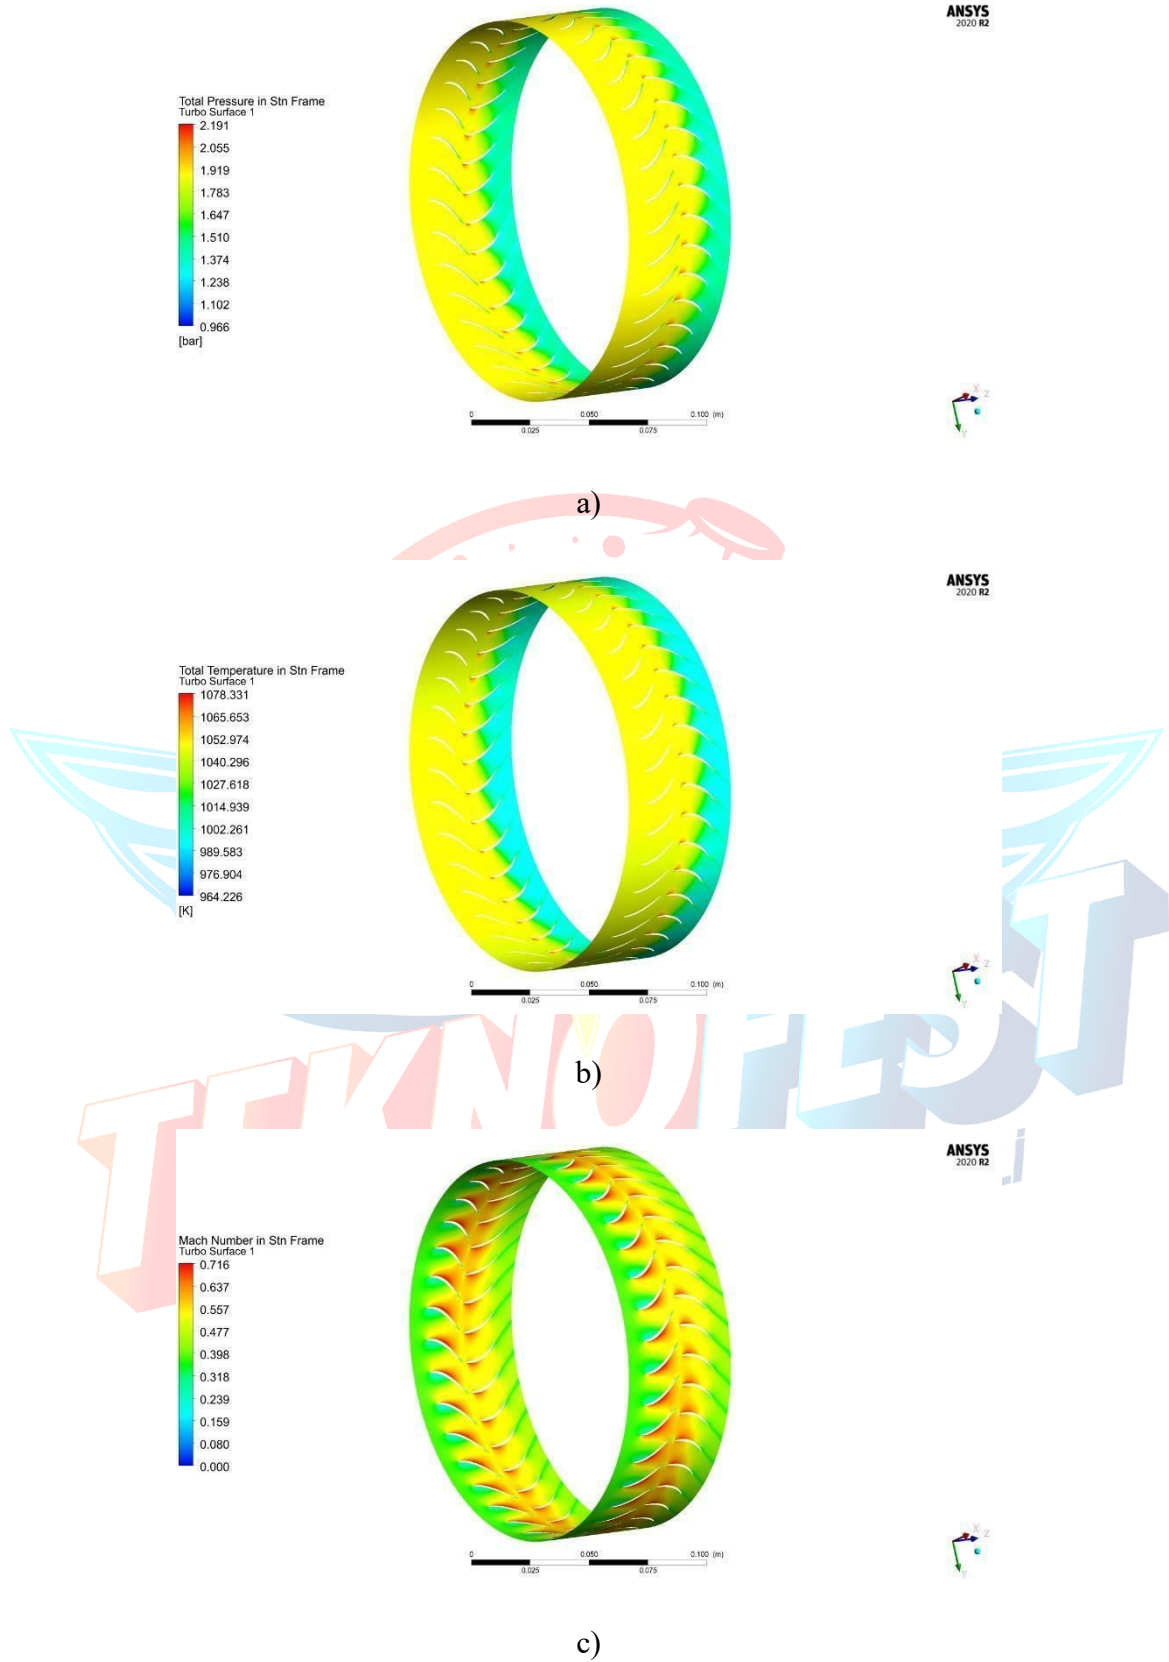 ANSYS
2020 R2
Total Pressure in Stn Frame
Turbo Surface 1
2.191
2.055
1.919
1.783
1.647
1.510
1.374
1.238
1.102
0.966
[bar]
0 0.050 0.100 (m)
0.025 0.075
X Z
Y
a)
ANSYS
2020 R2
Total Temperature in Stn Frame
Turbo Surface 1
1078.331
1065.653
1052.974
1040.296
1027.618
1014.939
1002.261
989.583
976.904
964.226
[K]
0 0.050 0.100 (m)
0.025 0.075
X Z
Y
b)
TEKNOFEST
ANSYS
2020 R2
Mach Number in Stn Frame
Turbo Surface 1
0.716
0.637
0.557
0.477
0.398
0.318
0.239
0.159
0.080
0.000
0 0.050 0.100 (m)
0.025 0.075
X Z
Y
c)